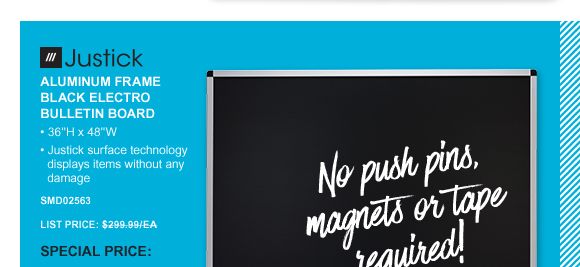 Justick
ALUMINUM FRAME
BLACK ELECTRO
BULLETIN BOARD
• 36"H x 48"W
• Justick surface technology
displays items without any
damage
SMD02563
LIST PRICE: $299.99/EA
SPECIAL PRICE:
No push pins,
magnets or tape
required!